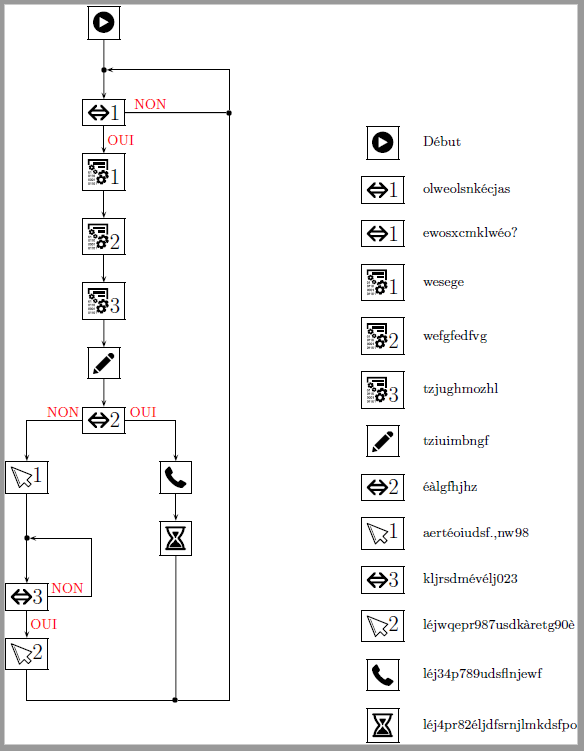 1 NON
OUI
1
2
3
NON 2 OUI
1
3 NON
OUI
2
Début
1 olweolsnkécjas
1 ewosxcmklwéo?
1 wesege
2 wefgfedfvg
3 tzjughmozhl
tziuimbngf
2 éàlgfhjhz
1 aertéoiudsf.,nw98
3 kljrsdmévélj023
2 léjwqepr987usdkàretg90è
léj34p789udsflnjewf
léj4pr82éljdfsrnjlmkdsfpo